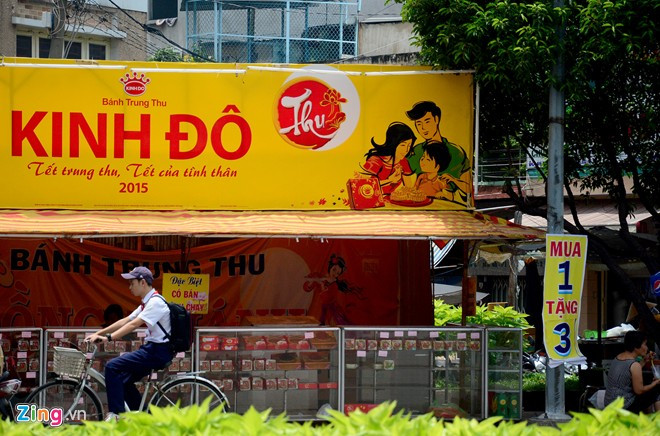 KINH ĐÔ
Bánh Trung Thu
KINH ĐÔ
Thu
Tết trung thu, Tết của tình thân
2015
BÁNH TRUNG THU
Đặc Biệt
CÓ BÁN
CHAY
MUA
1
TẶNG
3
Zing.vn